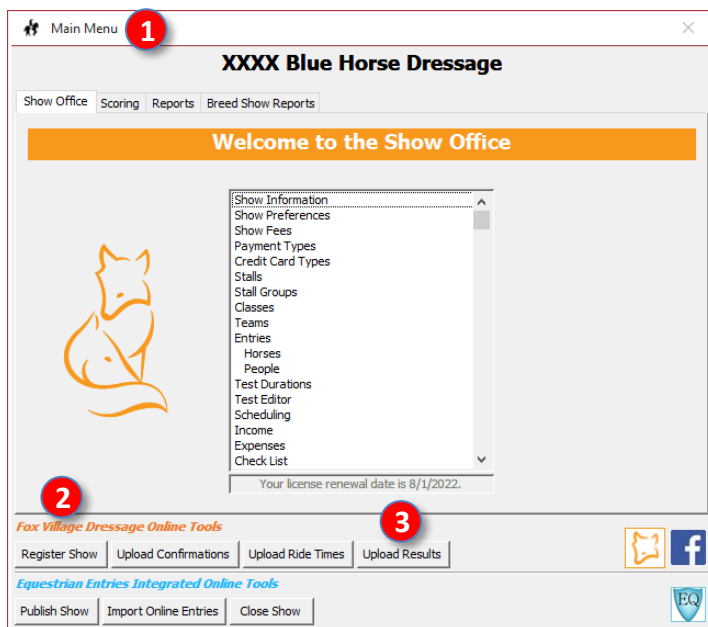 Main Menu
1
XXXX Blue Horse Dressage
Show Office Scoring Reports Breed Show Reports
Welcome to the Show Office
Show Information
Show Preferences
Show Fees
Payment Types
Credit Card Types
Stalls
Stall Groups
Classes
Teams
Entries
Horses
People
Test Durations
Test Editor
Scheduling
Income
Expenses
Check List
Your license renewal date is 8/1/2022.
2
3
Fox Village Dressage Online Tools
Register Show Upload Confirmations Upload Ride Times Upload Results
f
Equestrian Entries Integrated Online Tools
Publish Show Import Online Entries Close Show
EQ